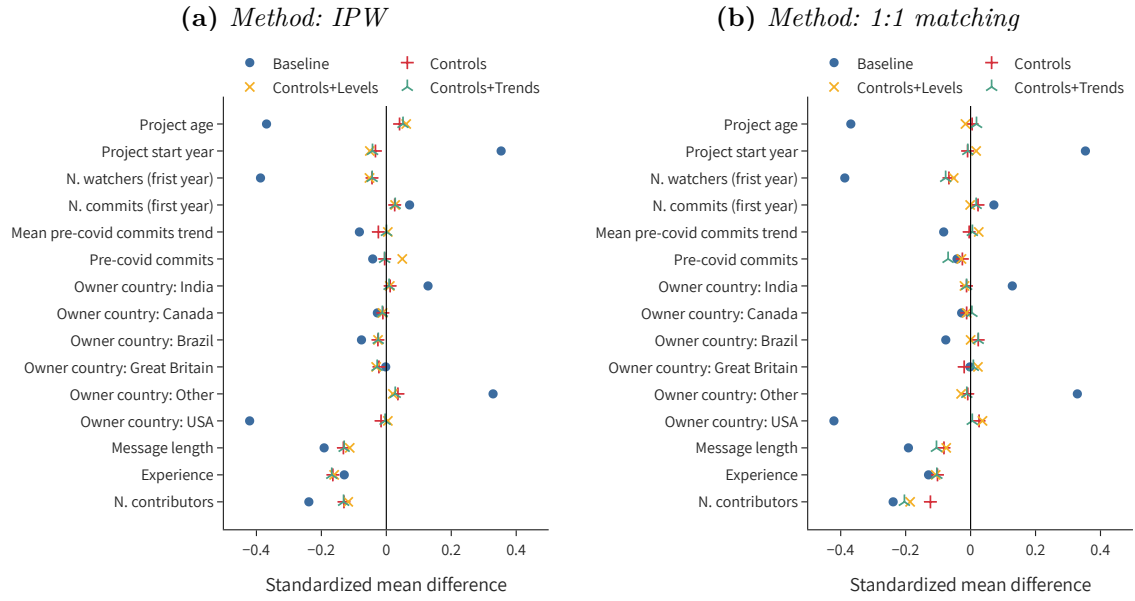 (a) Method: IPW
Baseline
Controls
Controls+Levels
Controls+Trends
Project age
Project start year
N. watchers (frist year)
N. commits (first year)
Mean pre-covid commits trend
Pre-covid commits
Owner country: India
Owner country: Canada
Owner country: Brazil
Owner country: Great Britain
Owner country: Other
Owner country: USA
Message length
Experience
N. contributors
−0.4 −0.2 0 0.2 0.4
Standardized mean difference
(b) Method: 1:1 matching
Baseline
Controls
Controls+Levels
Controls+Trends
Project age
Project start year
N. watchers (frist year)
N. commits (first year)
Mean pre-covid commits trend
Pre-covid commits
Owner country: India
Owner country: Canada
Owner country: Brazil
Owner country: Great Britain
Owner country: Other
Owner country: USA
Message length
Experience
N. contributors
−0.4 −0.2 0 0.2 0.4
Standardized mean difference